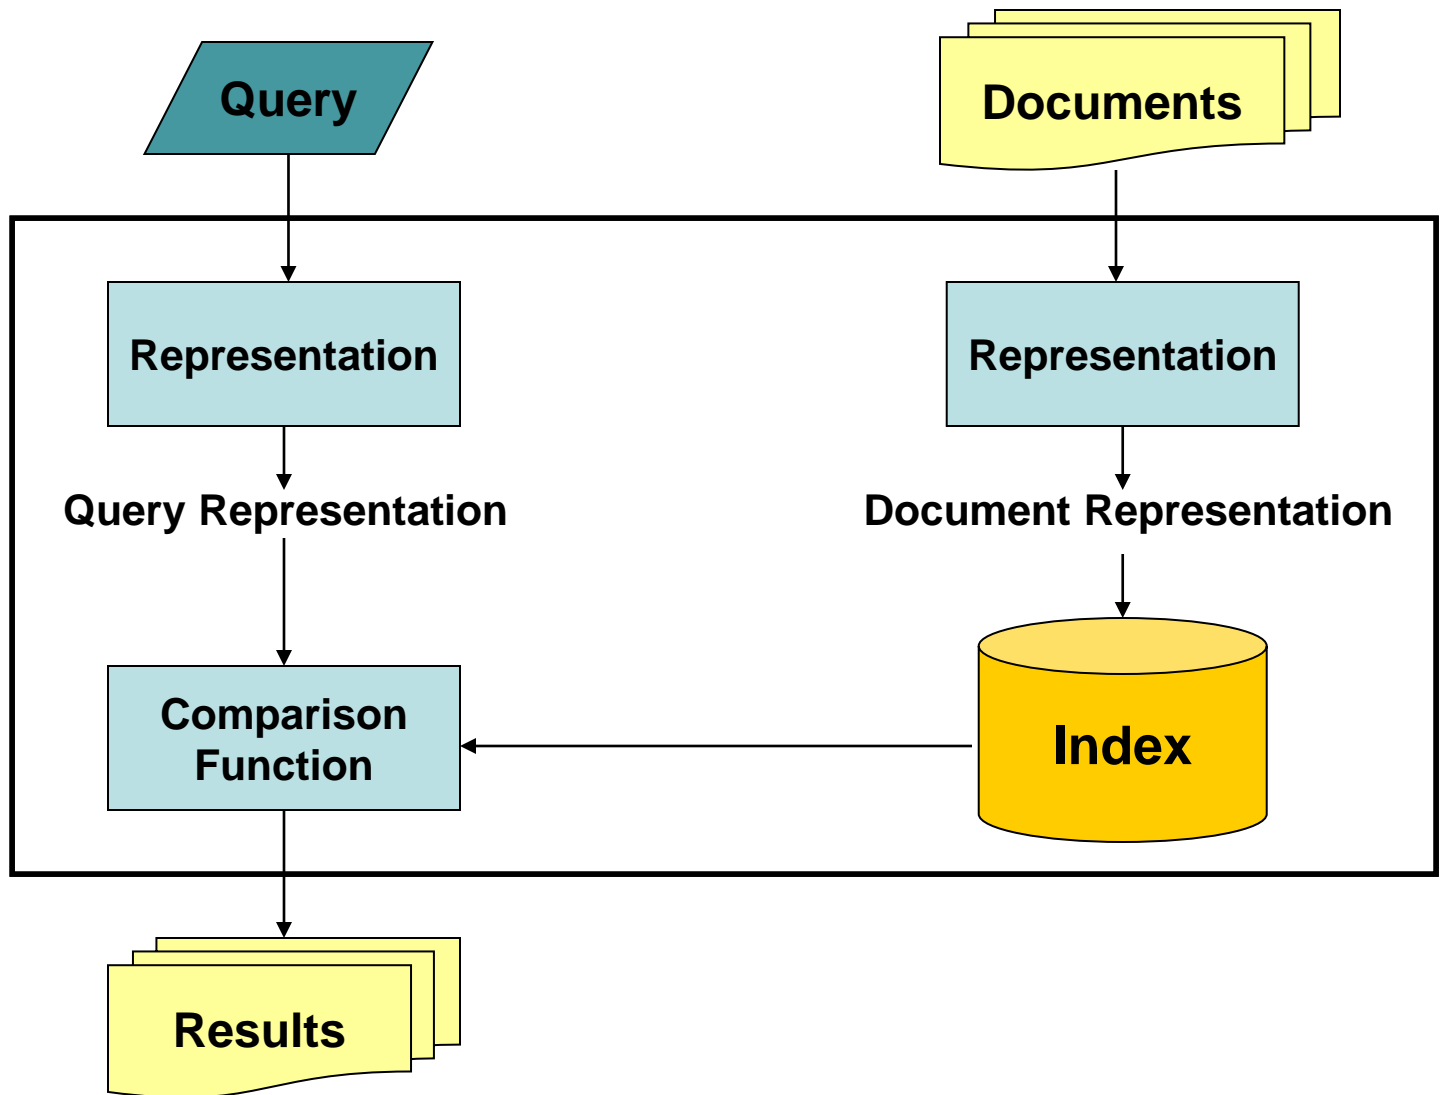 Query
Documents
Representation
Representation
Query Representation
Document Representation
Comparison
Function
Index
Results